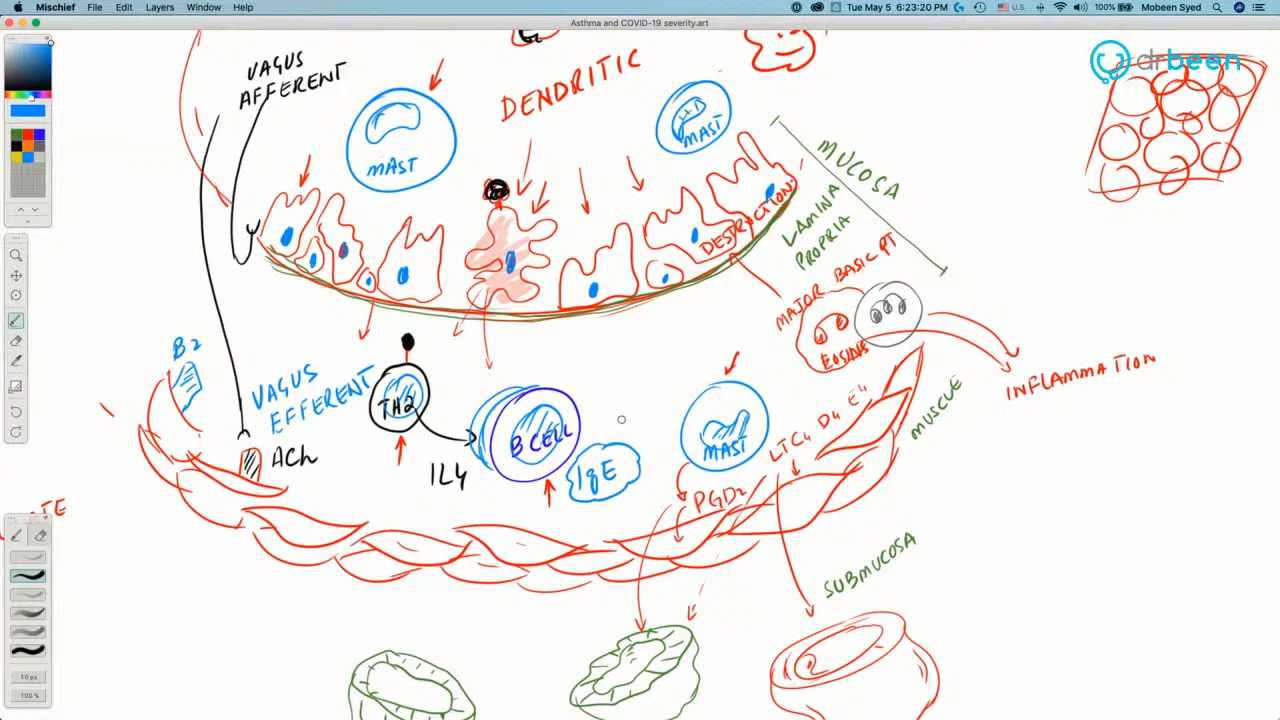 Mischief File Edit Layers Window Help
U.S. 100% Tue May 5 6:23:20 PM Mobeen Syed
Asthma and COVID-19 severity.art
drbeen
VAGUS
AFFERENT
DENDRITIC
MAST
MAST
MUCOSA
LAMINA
PROPRIA
DESTRUCTION
MAJOR BASIC PT
INFLAMMATION
B2
VAGUS
EFFERENT
TH2
B CELL
IgE
IL4
ACh
MAST
LTC4 D4 E4
PGD2
MUSCLE
SUBMUCOSA
10 px
100 %